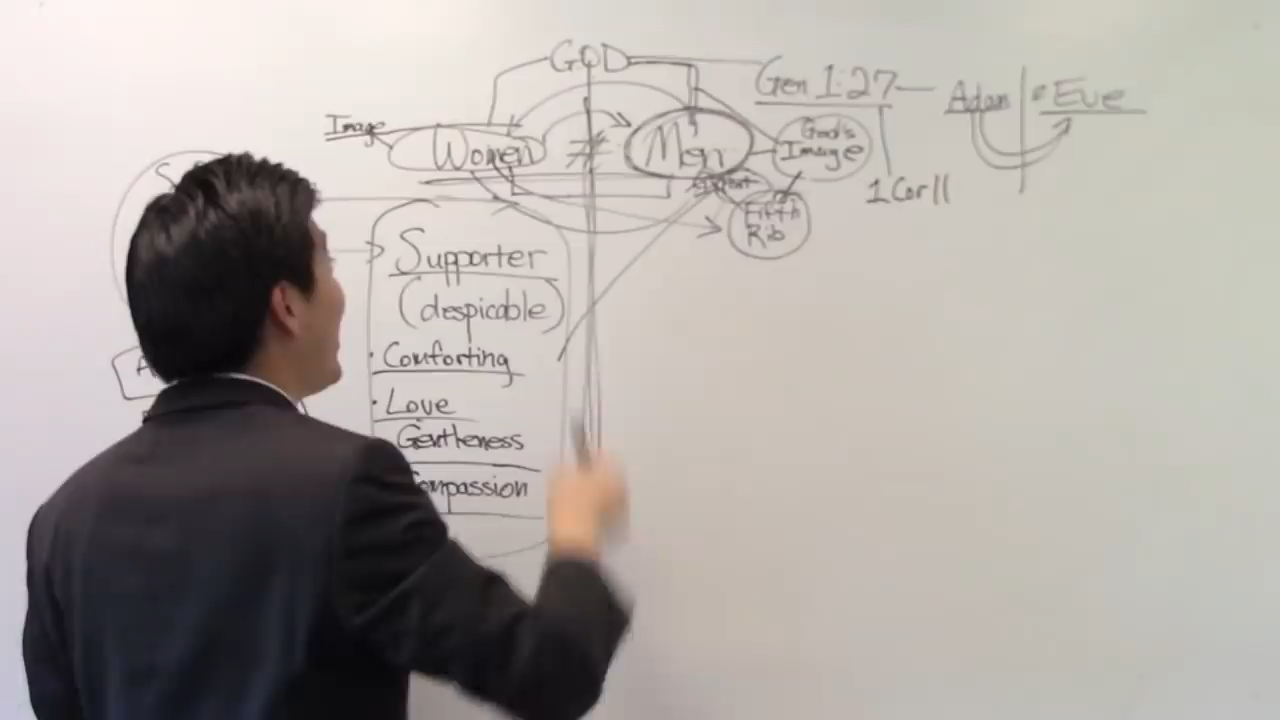 GOD
Gen 1:27
Adam
Eve
Image
Women
≠
Men
God's
Image
1 Cor 11
Fifth
Rib
Supporter
(despicable)
· Comforting
· Love
Gentleness